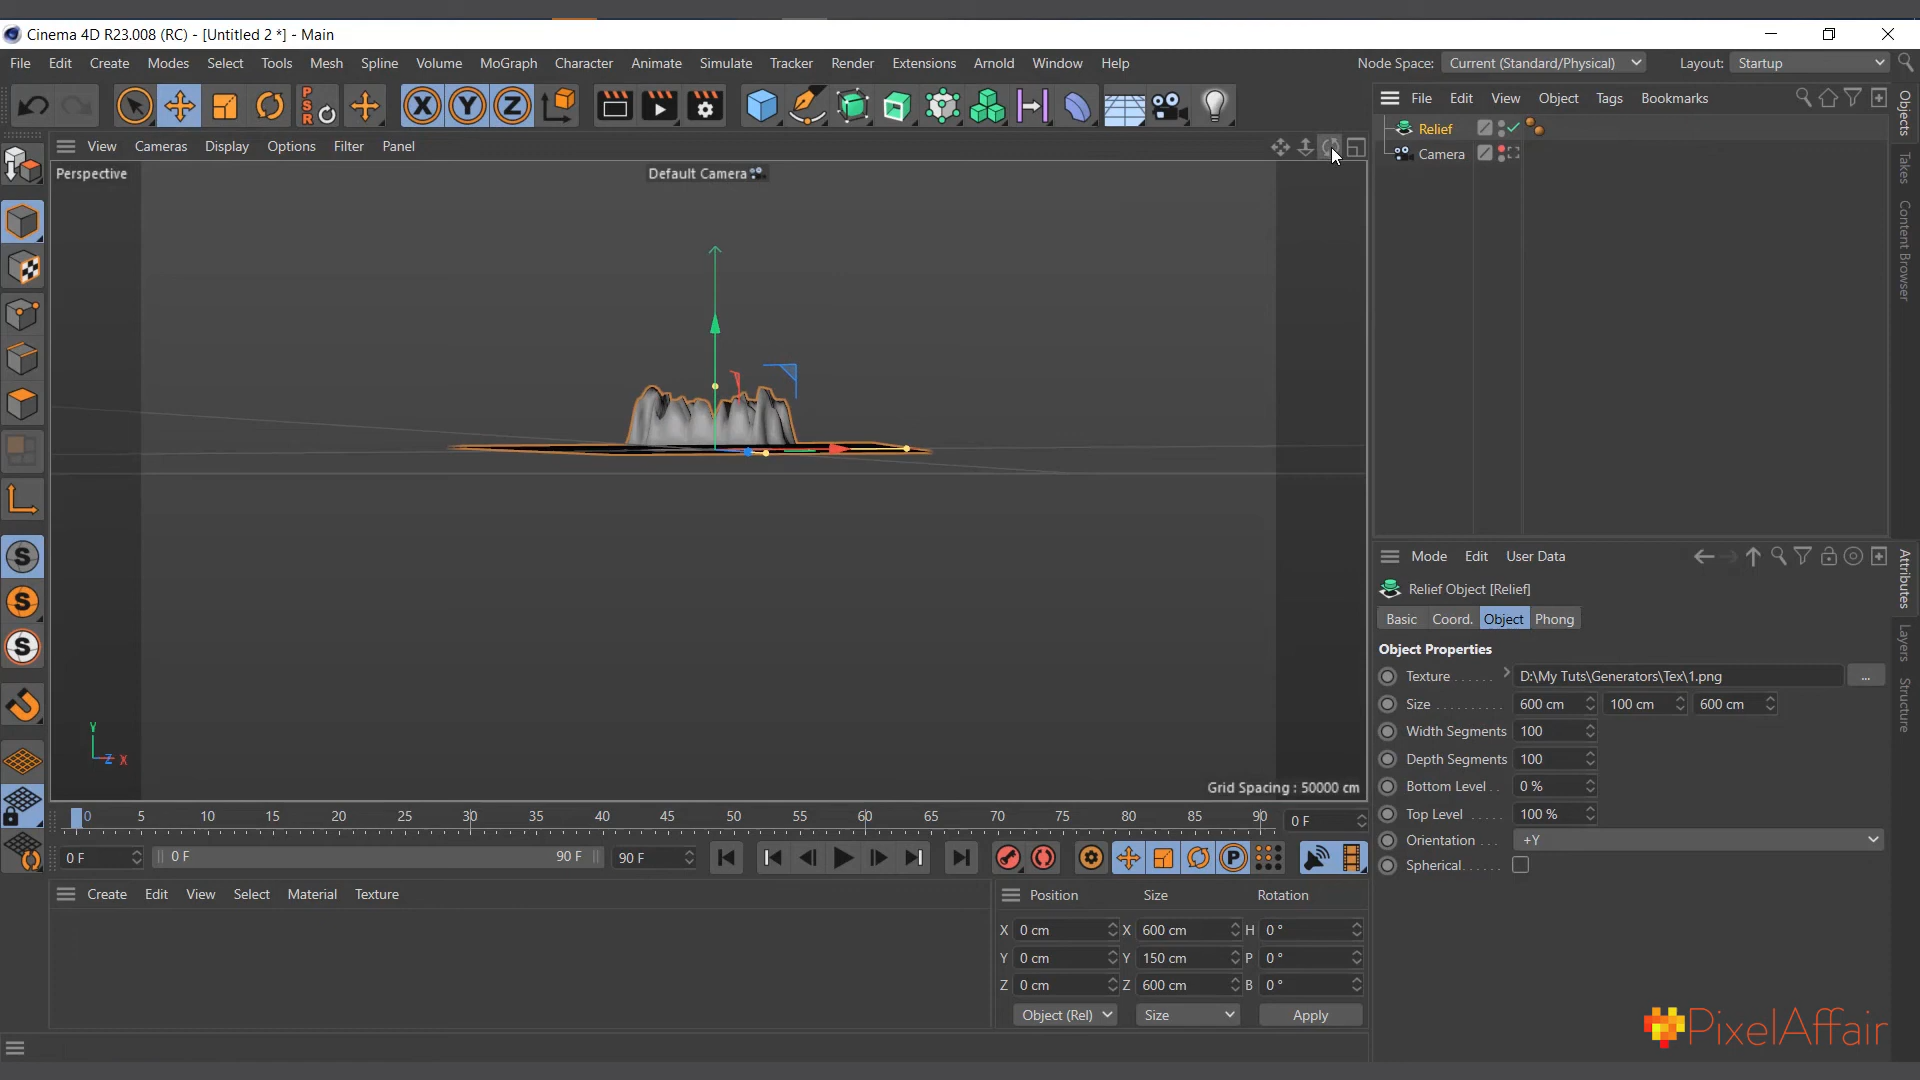 Cinema 4D R23.008 (RC) - [Untitled 2 *] - Main
File Edit Create Modes Select Tools Mesh Spline Volume MoGraph Character Animate Simulate Tracker Render Extensions Arnold Window Help
Node Space: Current (Standard/Physical) Layout: Startup
PSR X Y Z
File Edit View Object Tags Bookmarks
Objects
Takes
Content Browser
Relief
Camera
View Cameras Display Options Filter Panel
Perspective
Default Camera
Y
Z X
Grid Spacing : 50000 cm
S
S
S
Mode Edit User Data
Attributes
Layers
Structure
Relief Object [Relief]
Basic Coord. Object Phong
Object Properties
Texture . . . . . . D:\My Tuts\Generators\Tex\1.png ...
Size . . . . . . . . . . 600 cm 100 cm 600 cm
Width Segments 100
Depth Segments 100
Bottom Level . . 0 %
Top Level . . . . . 100 %
Orientation . . . +Y
Spherical. . . . . .
0 5 10 15 20 25 30 35 40 45 50 55 60 65 70 75 80 85 90 0 F
0 F 0 F 90 F 90 F P
Create Edit View Select Material Texture
Position Size Rotation
X 0 cm X 600 cm H 0 °
Y 0 cm Y 150 cm P 0 °
Z 0 cm Z 600 cm B 0 °
Object (Rel) Size Apply
PixelAffair